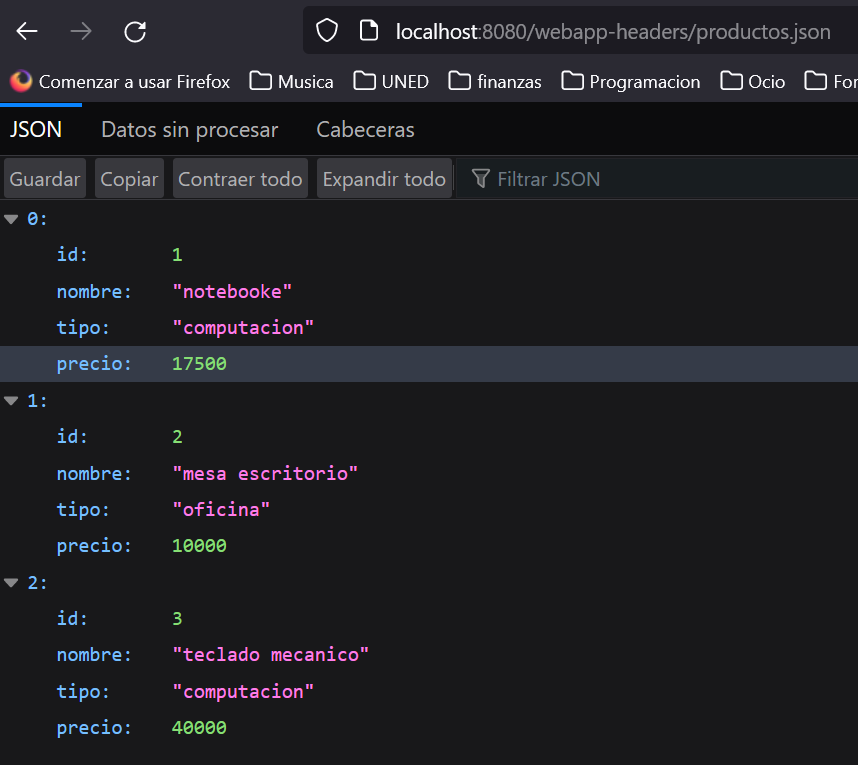 localhost:8080/webapp-headers/productos.json
Comenzar a usar Firefox Musica UNED finanzas Programacion Ocio For
JSON Datos sin procesar Cabeceras
Guardar Copiar Contraer todo Expandir todo Filtrar JSON
0:
id: 1
nombre: "notebooke"
tipo: "computacion"
precio: 17500
1:
id: 2
nombre: "mesa escritorio"
tipo: "oficina"
precio: 10000
2:
id: 3
nombre: "teclado mecanico"
tipo: "computacion"
precio: 40000